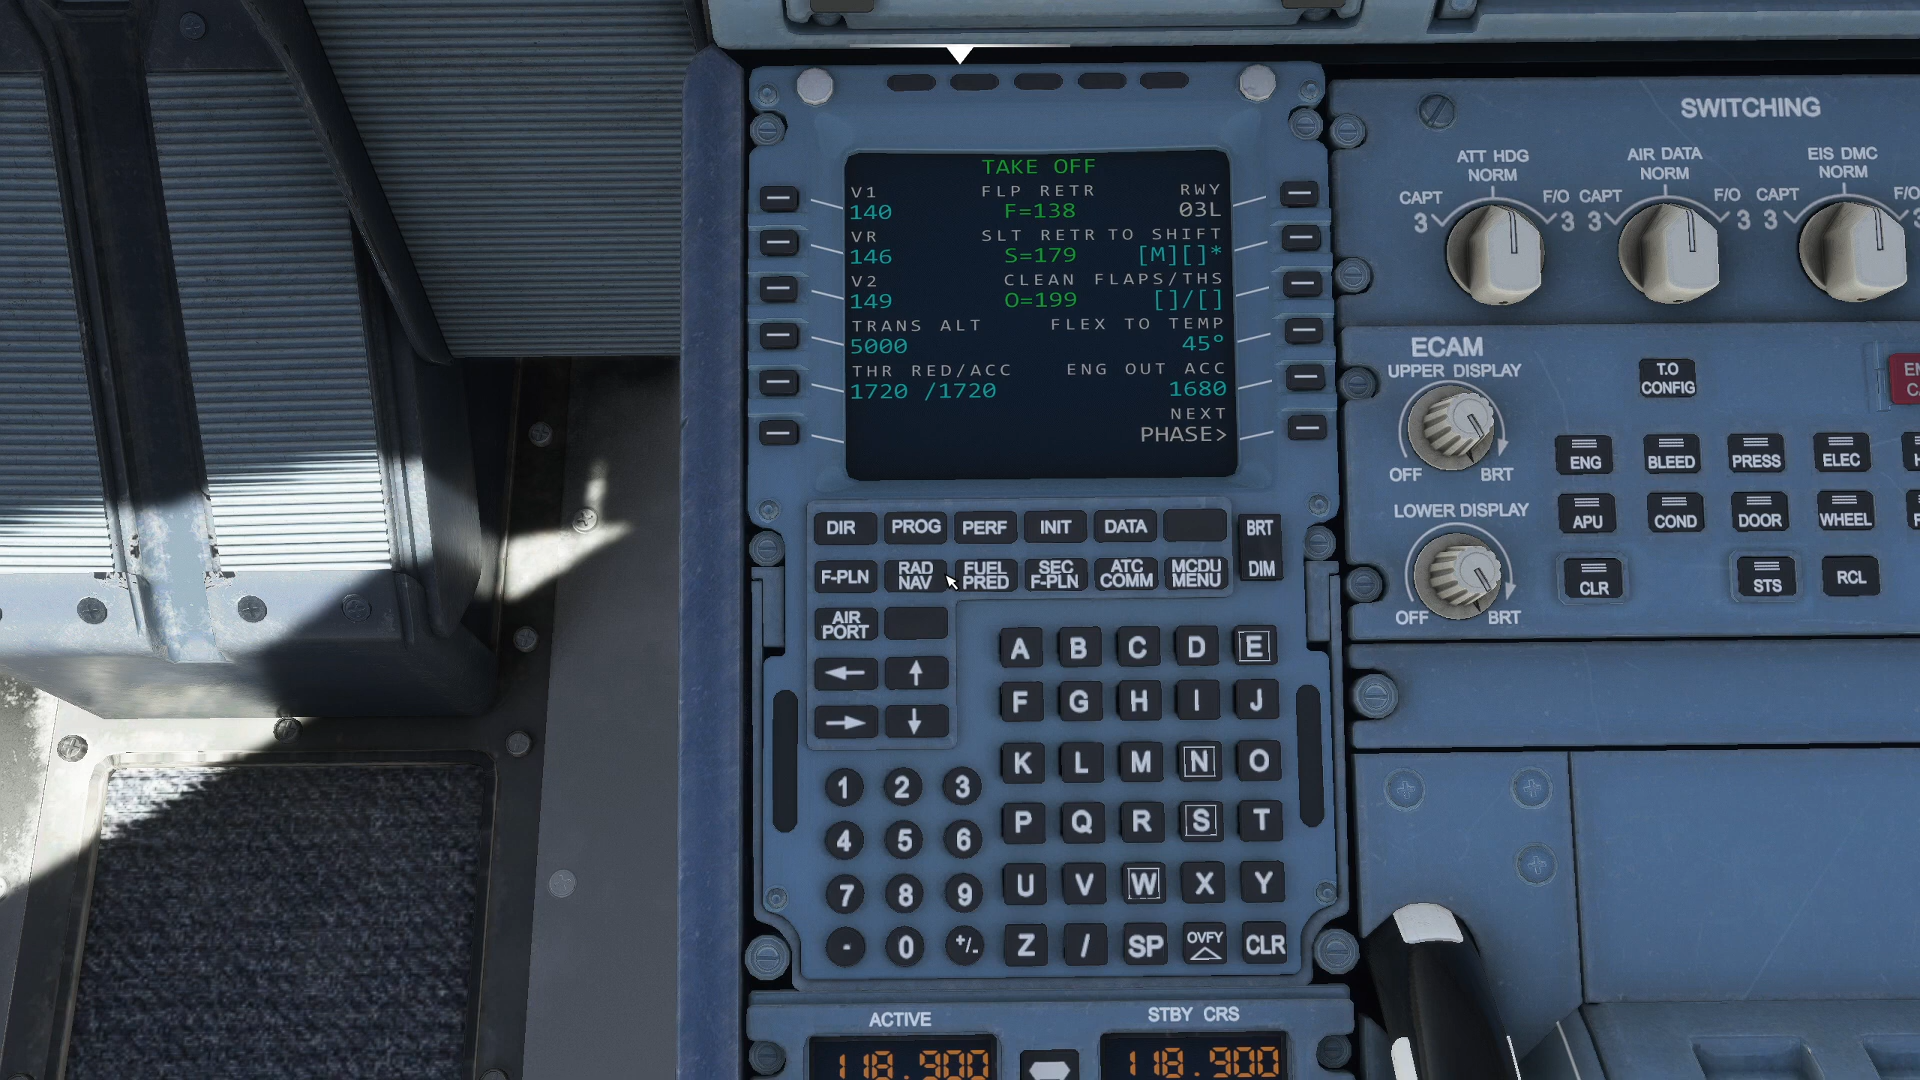 TAKE OFF
V1 FLP RETR RWY
140 F=138 03L
VR SLT RETR TO SHIFT
146 S=179 [M][]*
V2 CLEAN FLAPS/THS
149 O=199 []/[]
TRANS ALT FLEX TO TEMP
5000 45°
THR RED/ACC ENG OUT ACC
1720 /1720 1680
NEXT
PHASE>
DIR PROG PERF INIT DATA BRT
F-PLN RAD NAV FUEL PRED SEC F-PLN ATC COMM MCDU MENU DIM
AIR PORT
A B C D E
F G H I J
K L M N O
P Q R S T
U V W X Y
Z / SP OVFY CLR
1 2 3
4 5 6
7 8 9
. 0 +/-
ACTIVE STBY CRS
118.900 118.900
SWITCHING
ATT HDG AIR DATA EIS DMC
NORM NORM NORM
CAPT F/O CAPT F/O CAPT F/O
3 3 3 3 3
ECAM
UPPER DISPLAY
OFF BRT
T.O CONFIG
ENG BLEED PRESS ELEC
LOWER DISPLAY
APU COND DOOR WHEEL
OFF BRT
CLR STS RCL